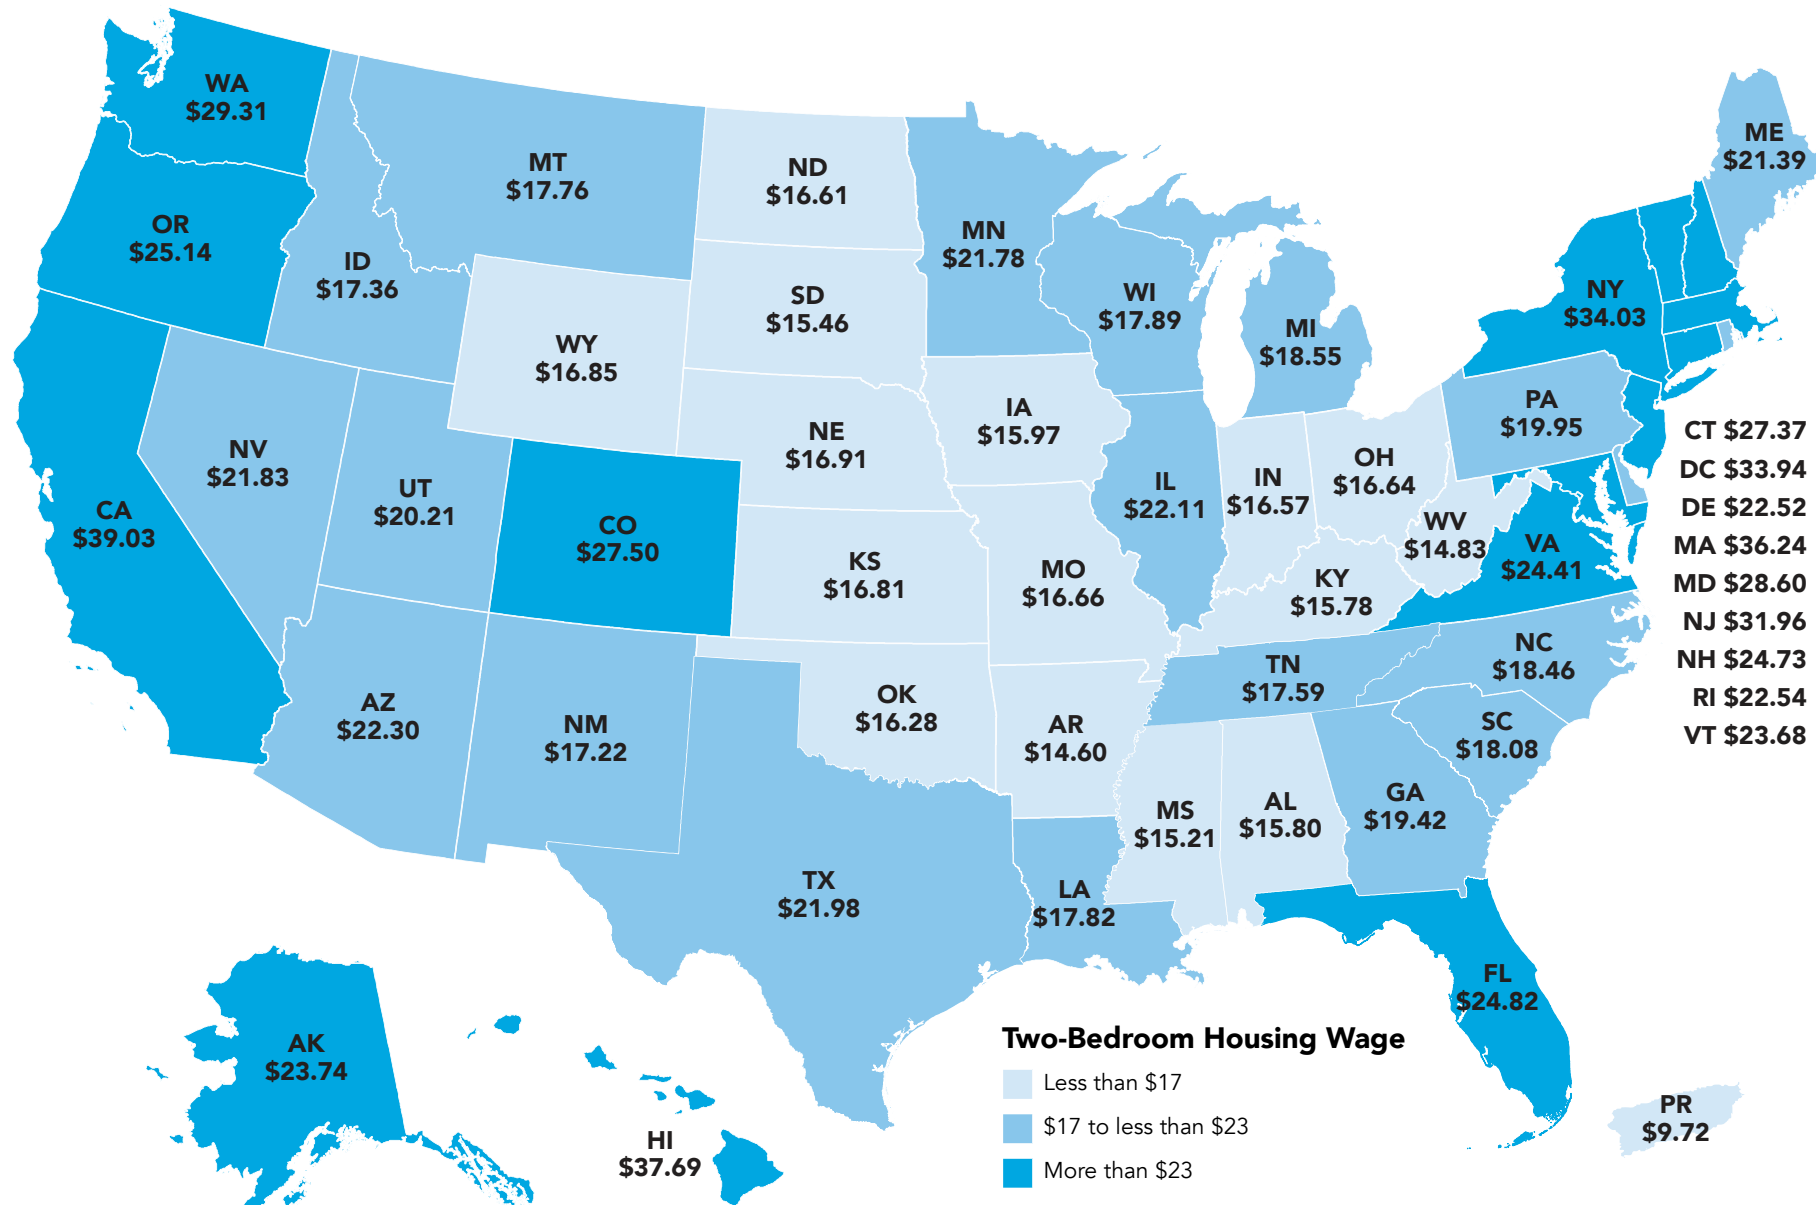 WA
$29.31
OR
$25.14
CA
$39.03
ID
$17.36
NV
$21.83
MT
$17.76
WY
$16.85
UT
$20.21
CO
$27.50
AZ
$22.30
NM
$17.22
ND
$16.61
SD
$15.46
NE
$16.91
KS
$16.81
OK
$16.28
TX
$21.98
MN
$21.78
IA
$15.97
MO
$16.66
AR
$14.60
LA
$17.82
WI
$17.89
IL
$22.11
MI
$18.55
IN
$16.57
OH
$16.64
KY
$15.78
WV
$14.83
VA
$24.41
TN
$17.59
NC
$18.46
SC
$18.08
MS
$15.21
AL
$15.80
GA
$19.42
FL
$24.82
PA
$19.95
NY
$34.03
ME
$21.39
CT $27.37
DC $33.94
DE $22.52
MA $36.24
MD $28.60
NJ $31.96
NH $24.73
RI $22.54
VT $23.68
AK
$23.74
HI
$37.69
PR
$9.72
Two-Bedroom Housing Wage
Less than $17
$17 to less than $23
More than $23